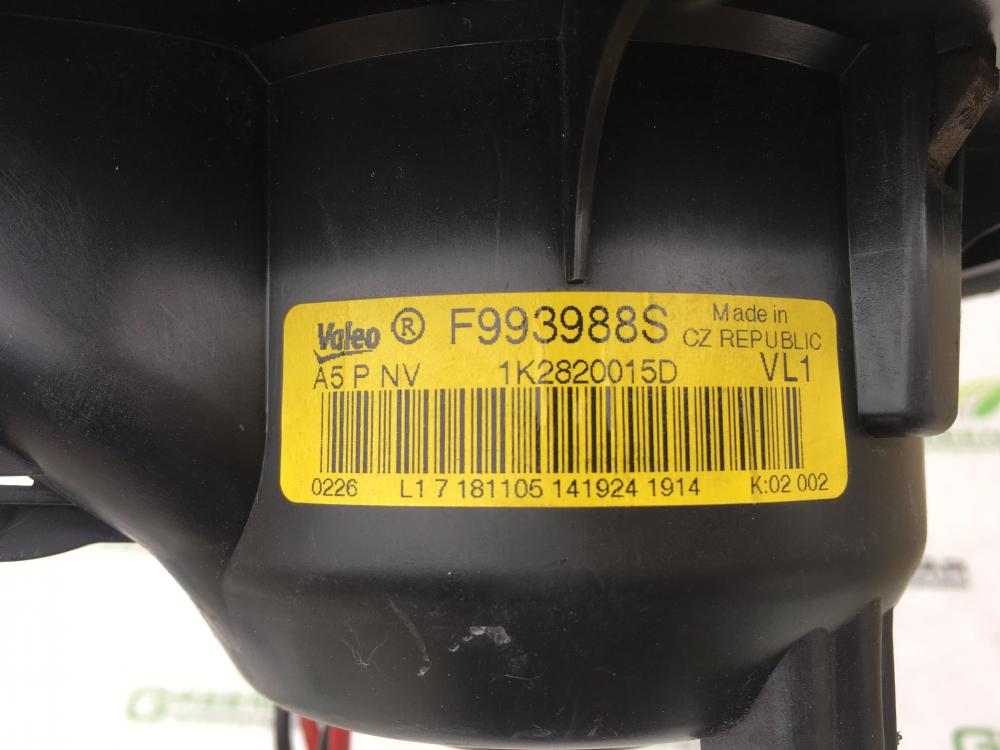 Valeo ® F993988S Made in
CZ REPUBLIC
A5 P NV 1K2820015D VL1
0226 L1 7 181105 141924 1914 K:02 002